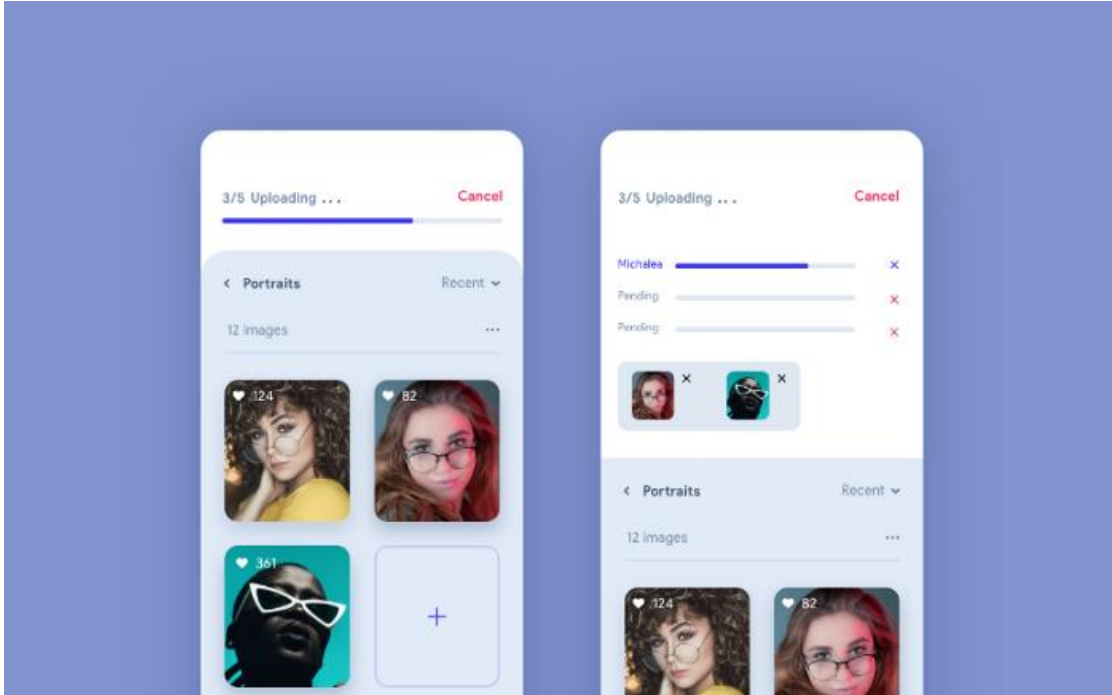 3/5 Uploading ...
Cancel
Portraits
Recent
12 images
124
82
361
3/5 Uploading ...
Cancel
Michalea
Pending
Pending
Portraits
Recent
12 images
124
82